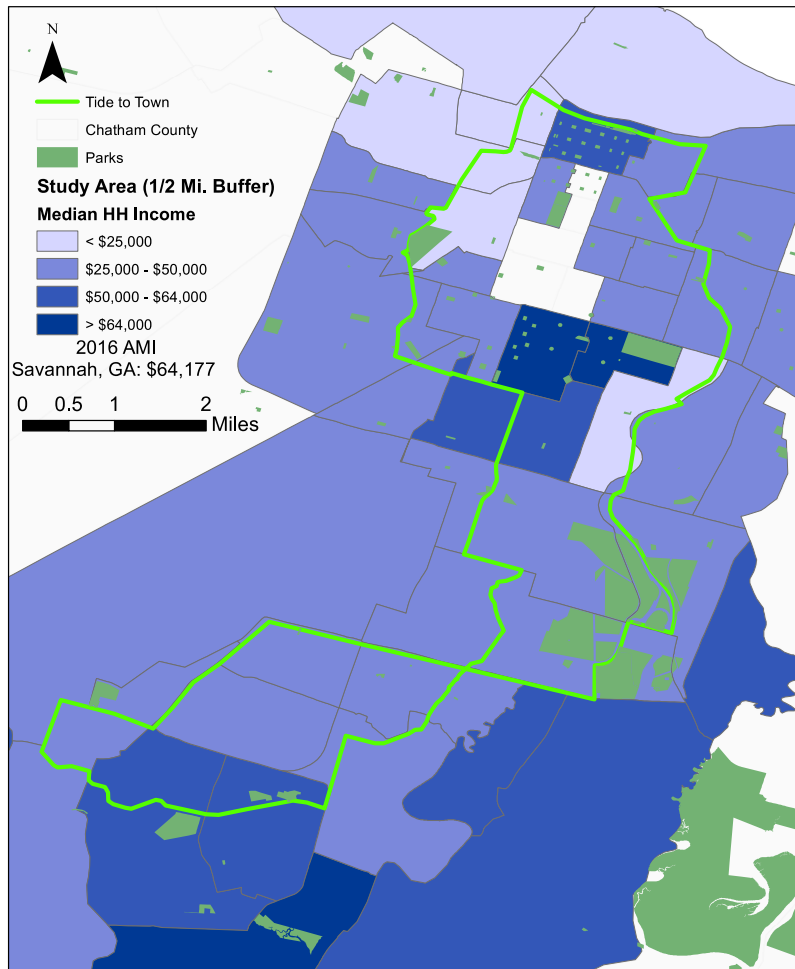 N
Tide to Town
Chatham County
Parks
Study Area (1/2 Mi. Buffer)
Median HH Income
< $25,000
$25,000 - $50,000
$50,000 - $64,000
> $64,000
2016 AMI
Savannah, GA: $64,177
0 0.5 1 2
Miles